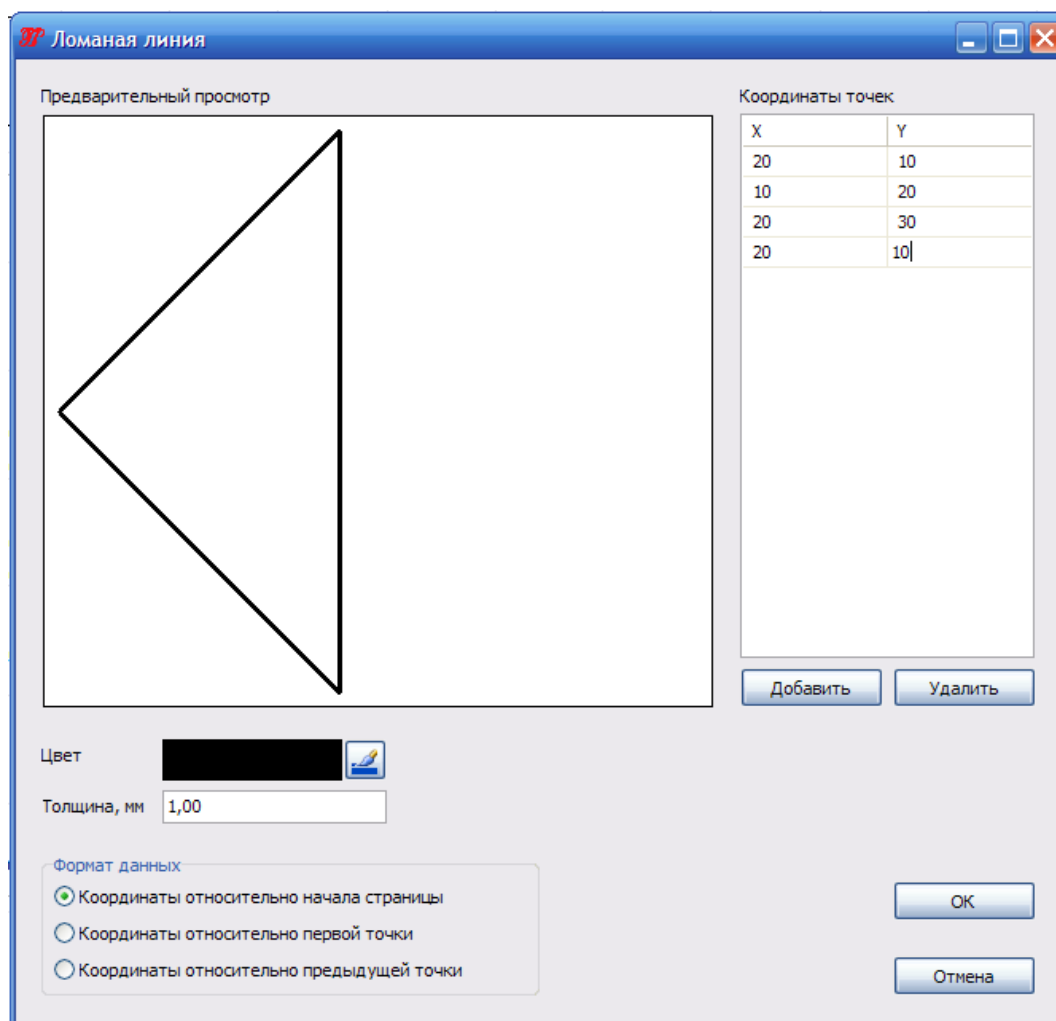 Ломаная линия
Предварительный просмотр
Координаты точек
X Y
20 10
10 20
20 30
20 10
Добавить Удалить
Цвет
Толщина, мм 1,00
Формат данных
Координаты относительно начала страницы
Координаты относительно первой точки
Координаты относительно предыдущей точки
ОК
Отмена